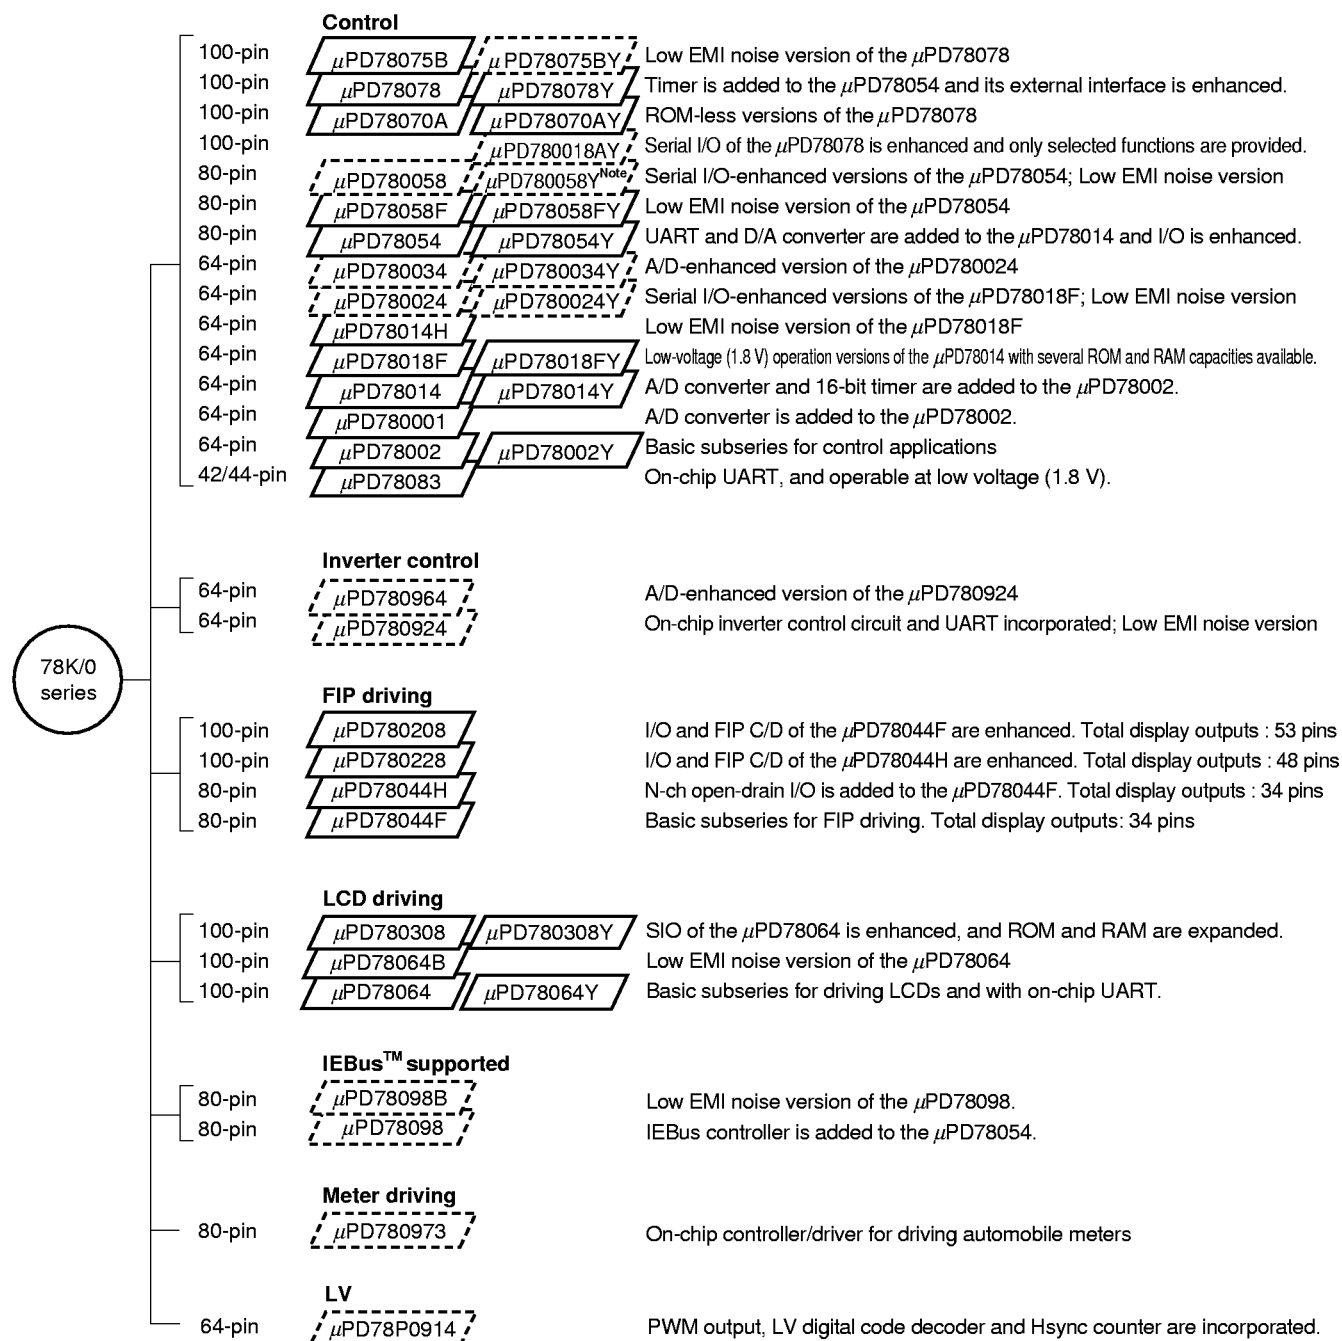 Control
100-pin μPD78075B μPD78075BY Low EMI noise version of the μPD78078
100-pin μPD78078 μPD78078Y Timer is added to the μPD78054 and its external interface is enhanced.
100-pin μPD78070A μPD78070AY ROM-less versions of the μPD78078
100-pin μPD780018AY Serial I/O of the μPD78078 is enhanced and only selected functions are provided.
80-pin μPD780058 μPD780058Y Note Serial I/O-enhanced versions of the μPD78054; Low EMI noise version
80-pin μPD78058F μPD78058FY Low EMI noise version of the μPD78054
80-pin μPD78054 μPD78054Y UART and D/A converter are added to the μPD78014 and I/O is enhanced.
64-pin μPD780034 μPD780034Y A/D-enhanced version of the μPD780024
64-pin μPD780024 μPD780024Y Serial I/O-enhanced versions of the μPD78018F; Low EMI noise version
64-pin μPD78014H Low EMI noise version of the μPD78018F
64-pin μPD78018F μPD78018FY Low-voltage (1.8 V) operation versions of the μPD78014 with several ROM and RAM capacities available.
64-pin μPD78014 μPD78014Y A/D converter and 16-bit timer are added to the μPD78002.
64-pin μPD780001 A/D converter is added to the μPD78002.
64-pin μPD78002 μPD78002Y Basic subseries for control applications
42/44-pin μPD78083 On-chip UART, and operable at low voltage (1.8 V).
Inverter control
64-pin μPD780964 A/D-enhanced version of the μPD780924
64-pin μPD780924 On-chip inverter control circuit and UART incorporated; Low EMI noise version
78K/0
series
FIP driving
100-pin μPD780208 I/O and FIP C/D of the μPD78044F are enhanced. Total display outputs : 53 pins
100-pin μPD780228 I/O and FIP C/D of the μPD78044H are enhanced. Total display outputs : 48 pins
80-pin μPD78044H N-ch open-drain I/O is added to the μPD78044F. Total display outputs : 34 pins
80-pin μPD78044F Basic subseries for FIP driving. Total display outputs: 34 pins
LCD driving
100-pin μPD780308 μPD780308Y SIO of the μPD78064 is enhanced, and ROM and RAM are expanded.
100-pin μPD78064B Low EMI noise version of the μPD78064
100-pin μPD78064 μPD78064Y Basic subseries for driving LCDs and with on-chip UART.
IEBus™ supported
80-pin μPD78098B Low EMI noise version of the μPD78098.
80-pin μPD78098 IEBus controller is added to the μPD78054.
Meter driving
80-pin μPD780973 On-chip controller/driver for driving automobile meters
LV
64-pin μPD78P0914 PWM output, LV digital code decoder and Hsync counter are incorporated.